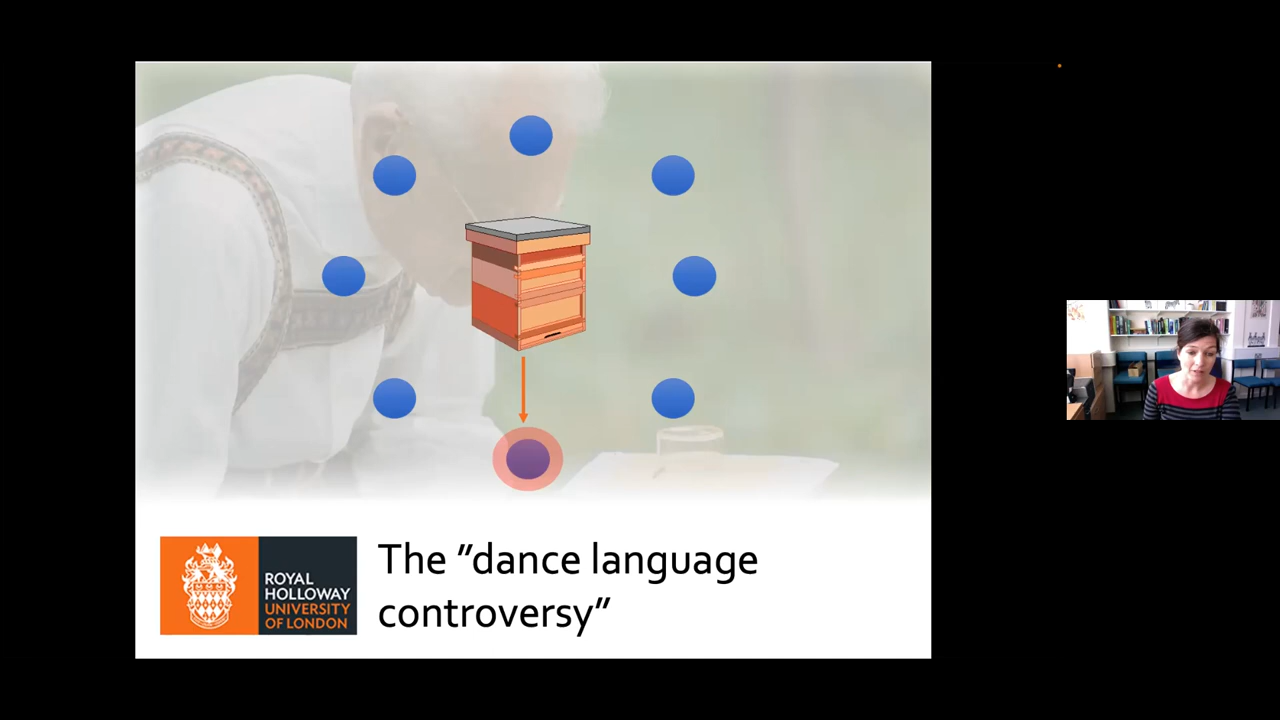 ROYAL
HOLLOWAY
UNIVERSITY
OF LONDON
The ”dance language
controversy”